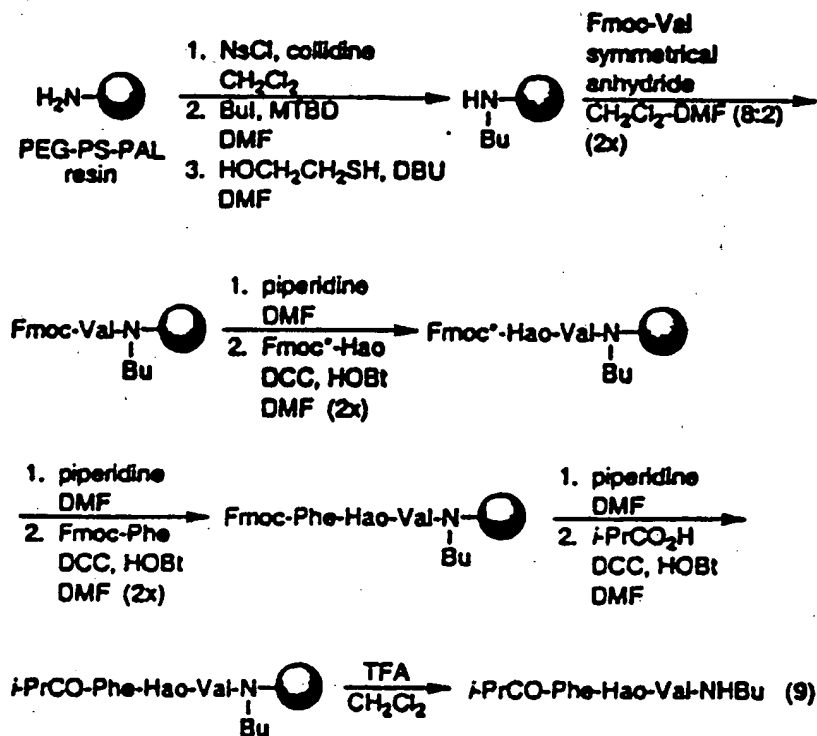 1. NsCl, collidine
CH2Cl2
2. BuI, MTBD
DMF
3. HOCH2CH2SH, DBU
DMF
H2N
PEG-PS-PAL
resin
HN
Bu
Fmoc-Val
symmetrical
anhydride
CH2Cl2-DMF (8:2)
(2x)
Fmoc-Val-N
Bu
1. piperidine
DMF
2. Fmoc*-Hao
DCC, HOBt
DMF (2x)
Fmoc*-Hao-Val-N
Bu
1. piperidine
DMF
2. Fmoc-Phe
DCC, HOBt
DMF (2x)
Fmoc-Phe-Hao-Val-N
Bu
1. piperidine
DMF
2. i-PrCO2H
DCC, HOBt
DMF
i-PrCO-Phe-Hao-Val-N
Bu
TFA
CH2Cl2
i-PrCO-Phe-Hao-Val-NHBu (9)